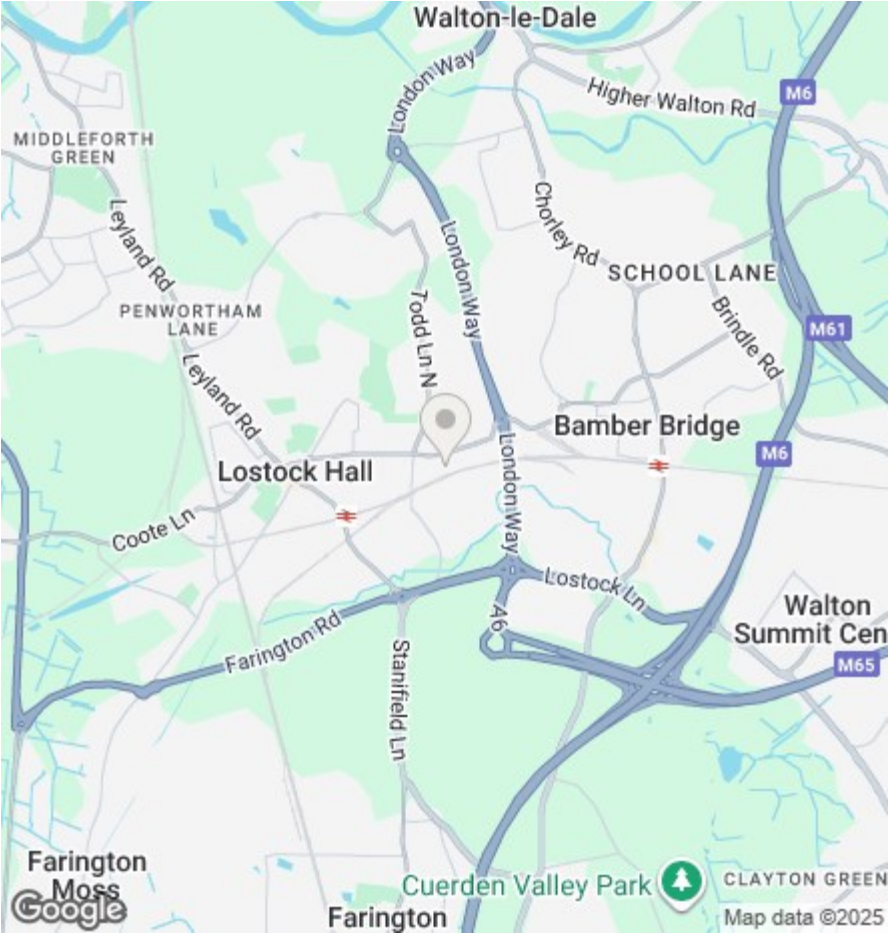 Walton-le-Dale
London Way
Higher Walton Rd
M6
MIDDLEFORTH
GREEN
Leyland Rd
Chorley Rd
London Way
SCHOOL LANE
PENWORTHAM
LANE
Todd Ln N
Brindle Rd
M61
Leyland Rd
Bamber Bridge
London Way
M6
Lostock Hall
Coote Ln
Lostock Ln
A6
Walton
Summit Cen
Farington Rd
Stanifield Ln
M65
Farington
Moss
Cuerden Valley Park
CLAYTON GREEN
Google
Farington
Map data ©2025